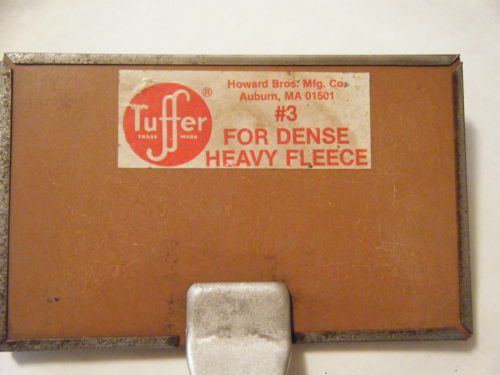 Tuffer
TRADE MARK
®
Howard Bros. Mfg. Co.
Auburn, MA 01501
#3
FOR DENSE
HEAVY FLEECE